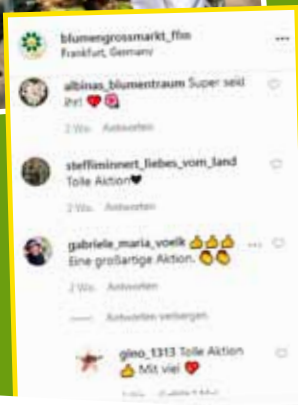 blumengrossmarkt_ffm
Frankfurt, Germany
albinas_blumentraum Super seid
ihr! ❤️
2 Wo. Antworten
steffiminnert_liebes_vom_land
Tolle Aktion🖤
2 Wo. Antworten
gabriele_maria_voelk 👍👍👍
Eine großartige Aktion. 👏👏
2 Wo. Antworten
Antworten verbergen
gino_1313 Tolle Aktion
👍 Mit viel ❤️